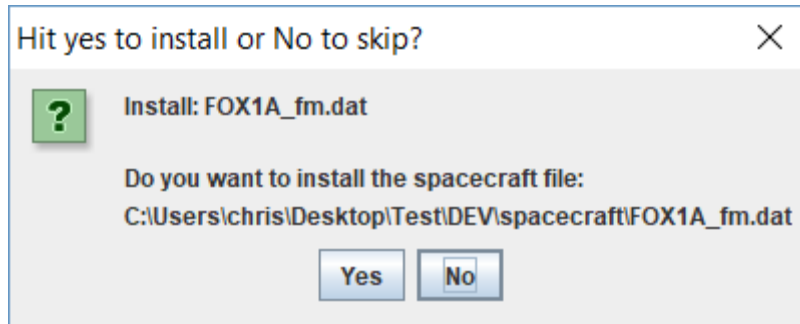 Hit yes to install or No to skip?
Install: FOX1A_fm.dat
Do you want to install the spacecraft file:
C:\Users\chris\Desktop\Test\DEV\spacecraft\FOX1A_fm.dat
Yes No